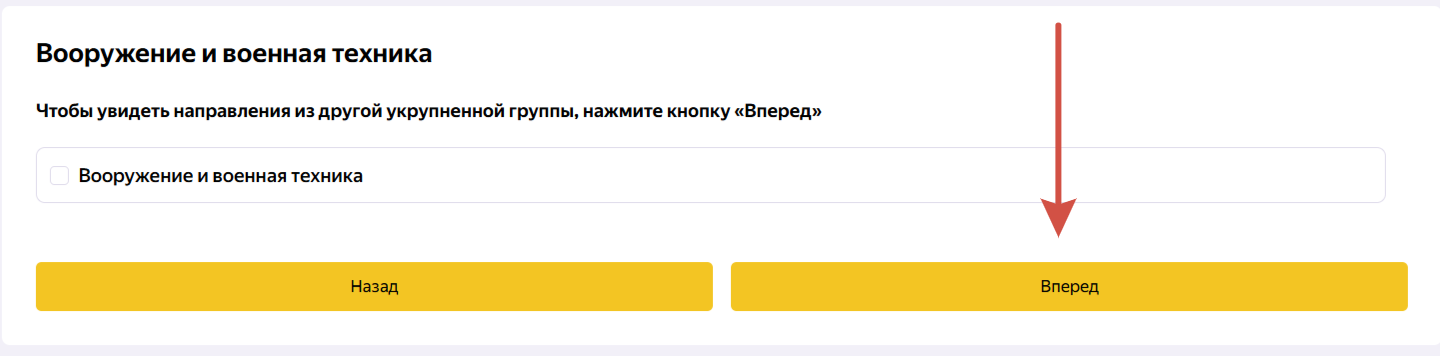 Вооружение и военная техника
Чтобы увидеть направления из другой укрупненной группы, нажмите кнопку «Вперед»
Вооружение и военная техника
Назад
Вперед